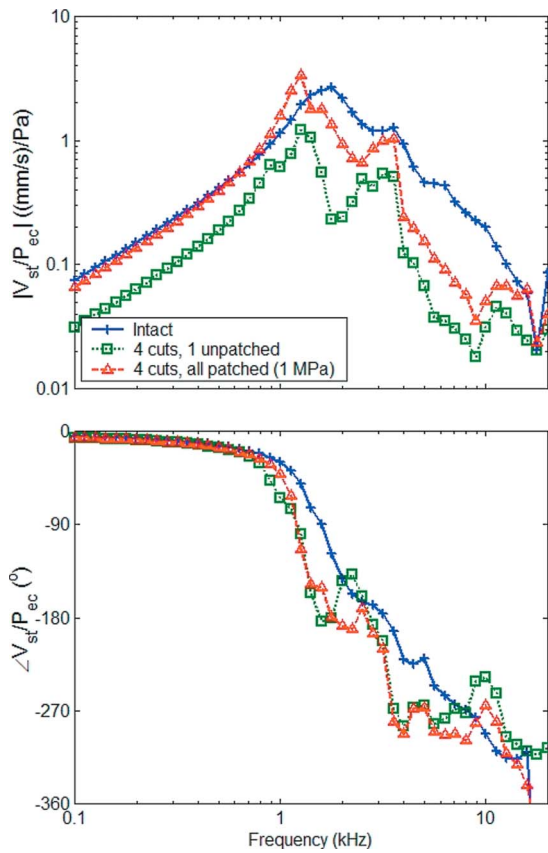 10
1
0.1
0.01
|V_st/P_ec| ((mm/s)/Pa)
Intact
4 cuts, 1 unpatched
4 cuts, all patched (1 MPa)
0
-90
-180
-270
-360
∠V_st/P_ec (°)
0.1
1
10
Frequency (kHz)